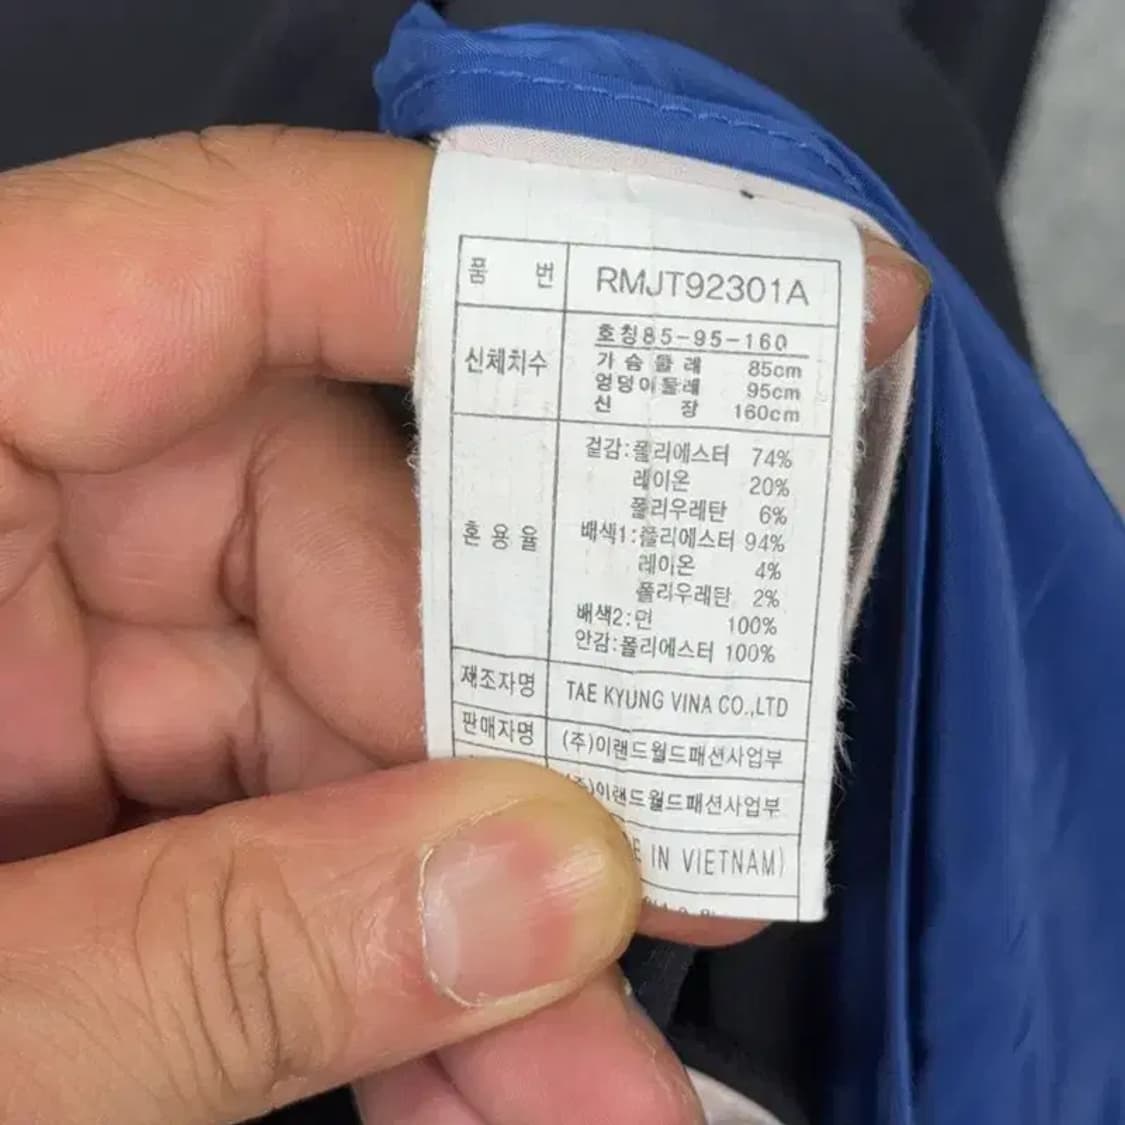 품 번 RMJT92301A
신체치수
호칭85-95-160
가 슴 둘 레 85cm
엉덩이둘레 95cm
신 장 160cm
혼 용 율
겉감:폴리에스터 74%
레이온 20%
폴리우레탄 6%
배색1:폴리에스터 94%
레이온 4%
폴리우레탄 2%
배색2:면 100%
안감:폴리에스터 100%
제조자명 TAE KYUNG VINA CO.,LTD
판매자명 (주)이랜드월드패션사업부
(주)이랜드월드패션사업부
E IN VIETNAM)